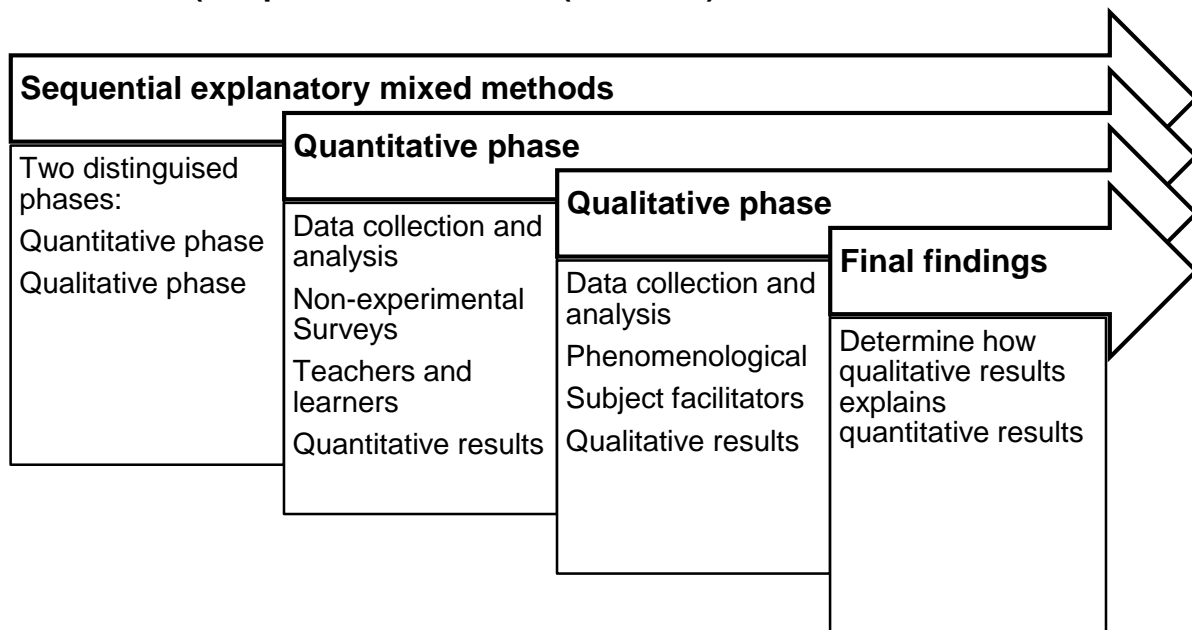 Sequential explanatory mixed methods
Two distinguised
phases:
Quantitative phase
Qualitative phase
Quantitative phase
Data collection and
analysis
Non-experimental
Surveys
Teachers and
learners
Quantitative results
Qualitative phase
Data collection and
analysis
Phenomenological
Subject facilitators
Qualitative results
Final findings
Determine how
qualitative results
explains
quantitative results